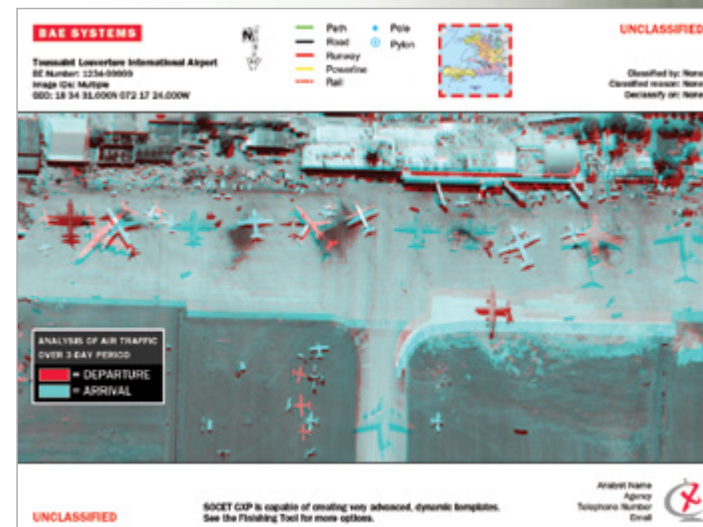 BAE SYSTEMS
Toussaint Louverture International Airport
BE Number: 1234-99999
Image IDs: Multiple
GEO: 18 34 31.000N 072 17 24.000W
N
Path
Road
Runway
Powerline
Rail
Pole
Pylon
UNCLASSIFIED
Classified by: None
Classified reason: None
Declassify on: None
ANALYSIS OF AIR TRAFFIC
OVER 3-DAY PERIOD
= DEPARTURE
= ARRIVAL
UNCLASSIFIED
SOCET GXP is capable of creating very advanced, dynamic templates.
See the Finishing Tool for more options.
Analyst Name
Agency
Telephone Number
Email